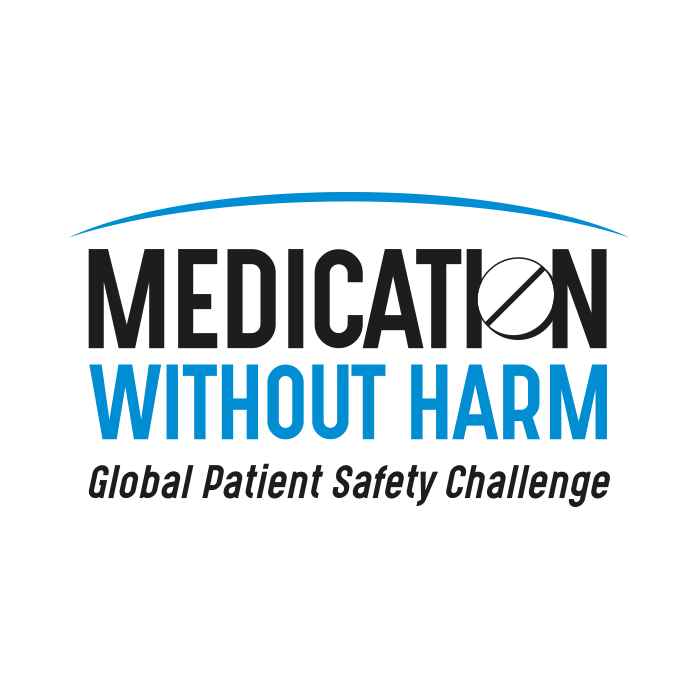 MEDICATION
WITHOUT HARM
Global Patient Safety Challenge